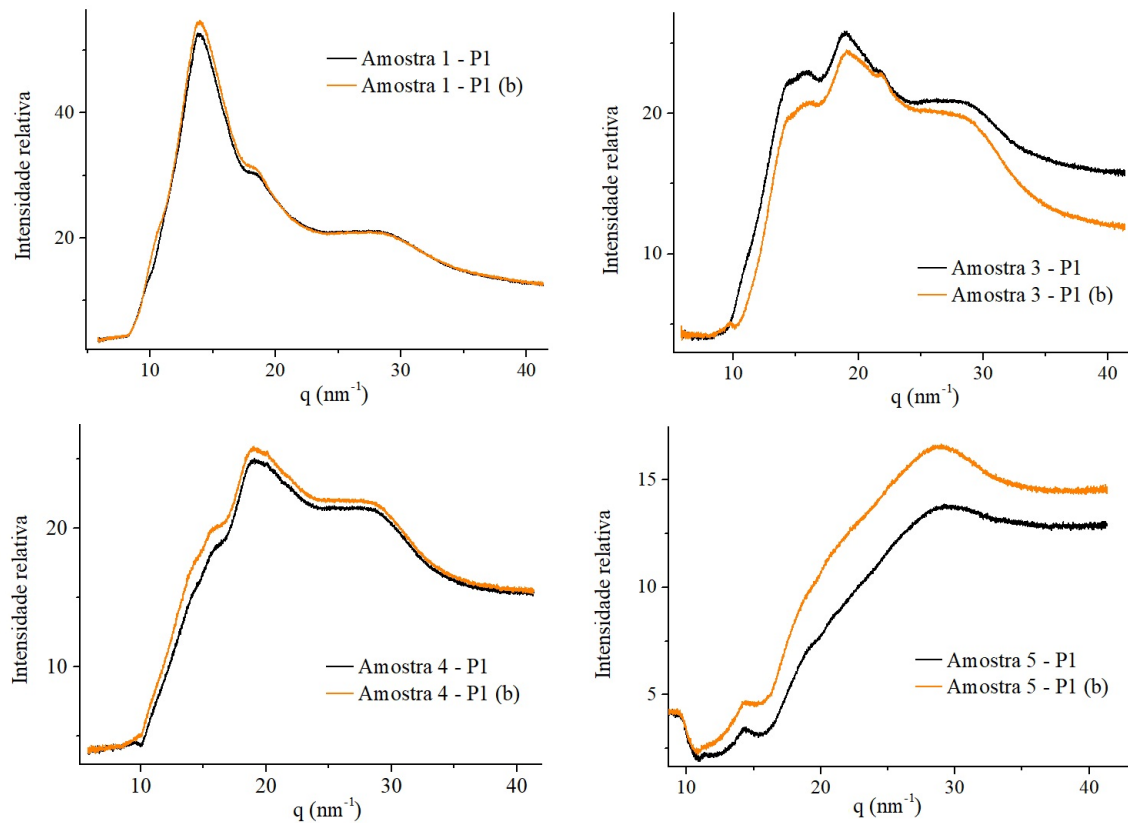 Intensidade relativa
40
20
10
20
30
40
q (nm-1)
Amostra 1 - P1
Amostra 1 - P1 (b)
Intensidade relativa
20
10
10
20
30
40
q (nm-1)
Amostra 3 - P1
Amostra 3 - P1 (b)
Intensidade relativa
20
10
10
20
30
40
q (nm-1)
Amostra 4 - P1
Amostra 4 - P1 (b)
Intensidade relativa
15
10
5
10
20
30
40
q (nm-1)
Amostra 5 - P1
Amostra 5 - P1 (b)